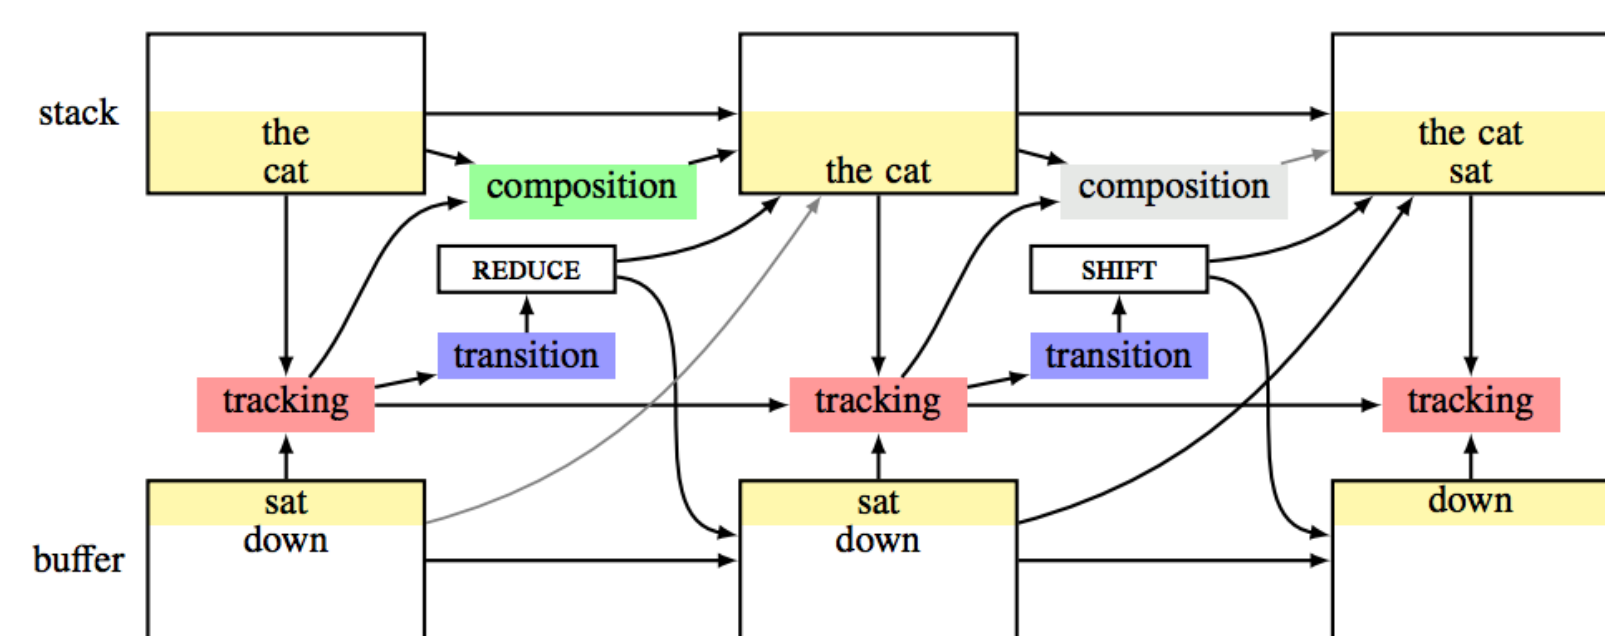 stack
the
cat
composition
the cat
composition
the cat
sat
REDUCE
SHIFT
transition
transition
tracking
tracking
tracking
buffer
sat
down
sat
down
down